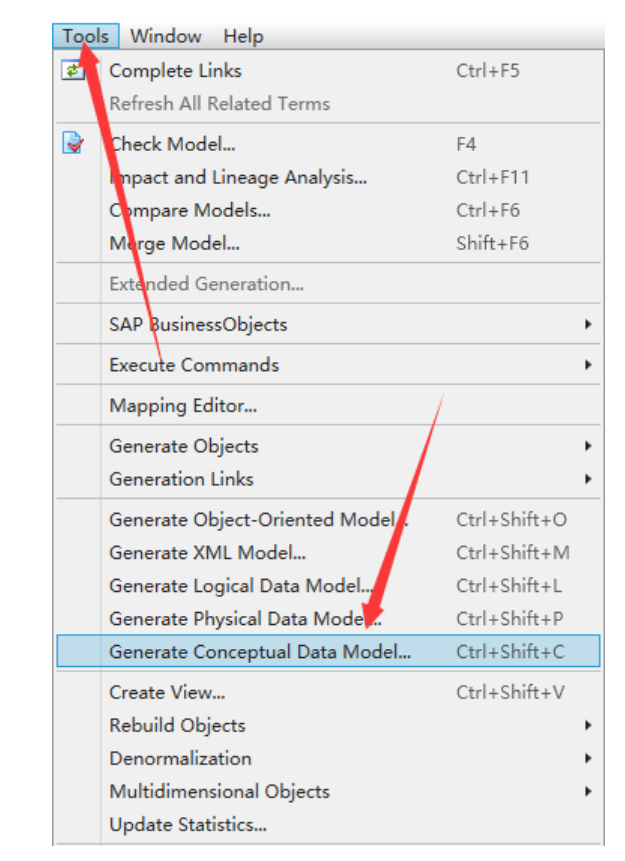 Tools Window Help
Complete Links Ctrl+F5
Refresh All Related Terms
Check Model... F4
Impact and Lineage Analysis... Ctrl+F11
Compare Models... Ctrl+F6
Merge Model... Shift+F6
Extended Generation...
SAP BusinessObjects
Execute Commands
Mapping Editor...
Generate Objects
Generation Links
Generate Object-Oriented Model... Ctrl+Shift+O
Generate XML Model... Ctrl+Shift+M
Generate Logical Data Model... Ctrl+Shift+L
Generate Physical Data Model... Ctrl+Shift+P
Generate Conceptual Data Model... Ctrl+Shift+C
Create View... Ctrl+Shift+V
Rebuild Objects
Denormalization
Multidimensional Objects
Update Statistics...